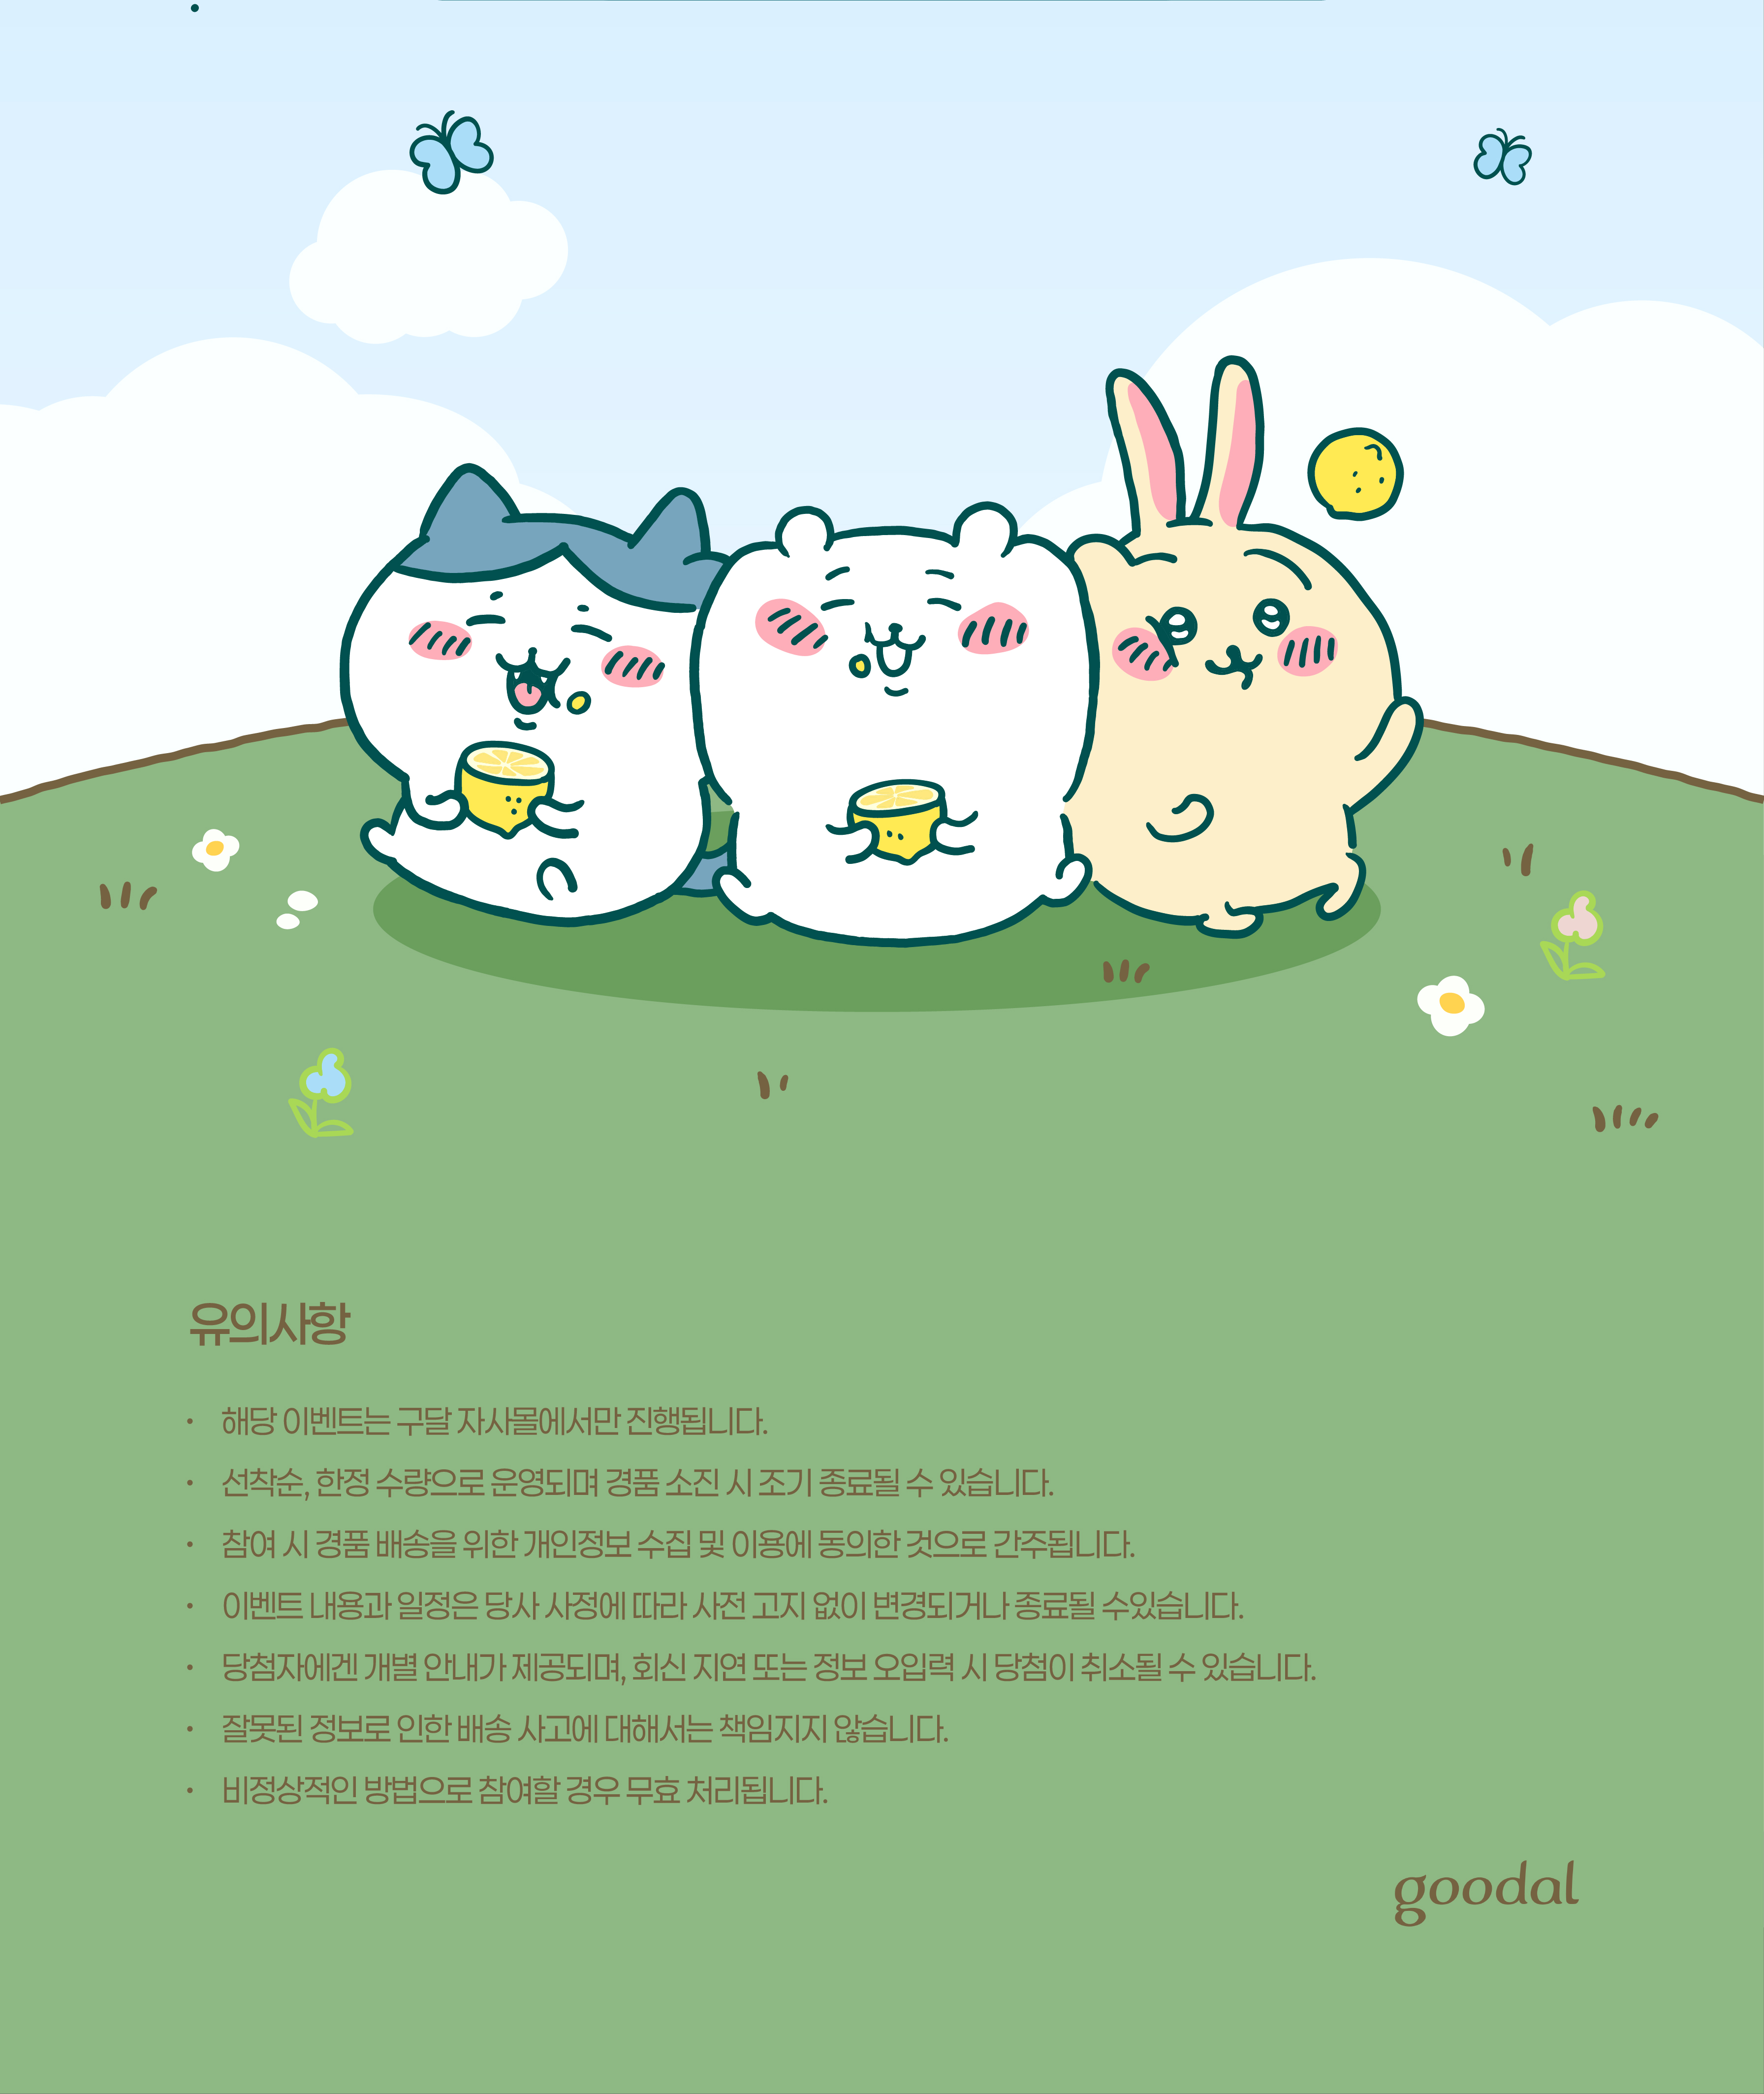 유의사항
• 해당 이벤트는 구달 자사몰에서만 진행됩니다.
• 선착순, 한정 수량으로 운영되며 경품 소진 시 조기 종료될 수 있습니다.
• 참여 시 경품 배송을 위한 개인정보 수집 및 이용에 동의한 것으로 간주됩니다.
• 이벤트 내용과 일정은 당사 사정에 따라 사전 고지 없이 변경되거나 종료될 수있습니다.
• 당첨자에겐 개별 안내가 제공되며, 회신 지연 또는 정보 오입력 시 당첨이 취소될 수 있습니다.
• 잘못된 정보로 인한 배송 사고에 대해서는 책임지지 않습니다.
• 비정상적인 방법으로 참여할 경우 무효 처리됩니다.
goodal